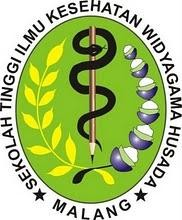 SEKOLAH TINGGI ILMU KESEHATAN WIDYAGAMA HUSADA
MALANG